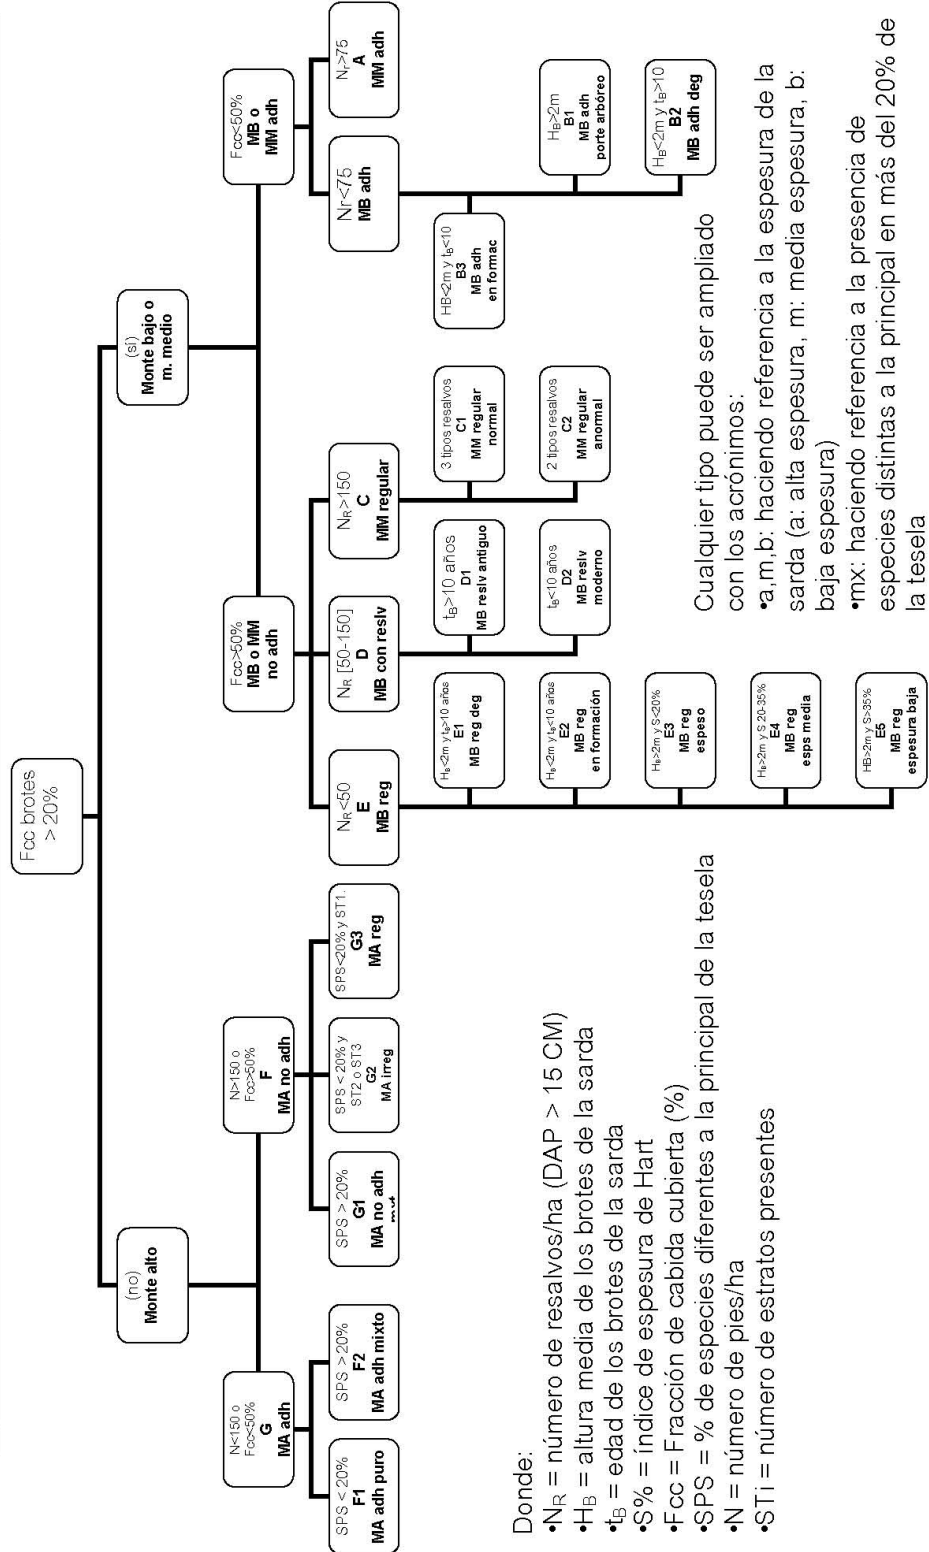 Fcc brotes
> 20%
(no)
Monte alto
(sí)
Monte bajo o
m. medio
N<150 o
Fcc<50%
G
MA adh
N>150 o
Fcc>50%
F
MA no adh
Fcc>50%
MB o MM
no adh
Fcc<50%
MB o
MM adh
SPS < 20%
F1
MA adh puro
SPS > 20%
F2
MA adh mixto
SPS > 20%
G1
MA no adh
SPS < 20% y
ST2 o ST3
G2
MA irreg
SPS<20% y ST1.
G3
MA reg
NR<50
E
MB reg
NR [50-150]
D
MB con reslv
NR>150
C
MM regular
Nr<75
MB adh
Nr>75
A
MM adh
HB<2m y tB>10 años
E1
MB reg deg
HB<2m y tB<10 años
E2
MB reg
en formación
HB>2m y S<20%
E3
MB reg
espeso
HB>2m y S 20-35%
E4
MB reg
esps media
HB>2m y S>35%
E5
MB reg
espesura baja
tB>10 años
D1
MB reslv antiguo
tB<10 años
D2
MB reslv
moderno
3 tipos resalvos
C1
MM regular
normal
2 tipos resalvos
C2
MM regular
anormal
HB<2m y tB<10
B3
MB adh
en formac
HB>2m
B1
MB adh
porte arbóreo
HB<2m y tB>10
B2
MB adh deg
Donde:
•NR = número de resalvos/ha (DAP > 15 CM)
•HB = altura media de los brotes de la sarda
•tB = edad de los brotes de la sarda
•S% = índice de espesura de Hart
•Fcc = Fracción de cabida cubierta (%)
•SPS = % de especies diferentes a la principal de la tesela
•N = número de pies/ha
•STi = número de estratos presentes
Cualquier tipo puede ser ampliado
con los acrónimos:
•a,m,b: haciendo referencia a la espesura de la
sarda (a: alta espesura, m: media espesura, b:
baja espesura)
•mx: haciendo referencia a la presencia de
especies distintas a la principal en más del 20% de
la tesela